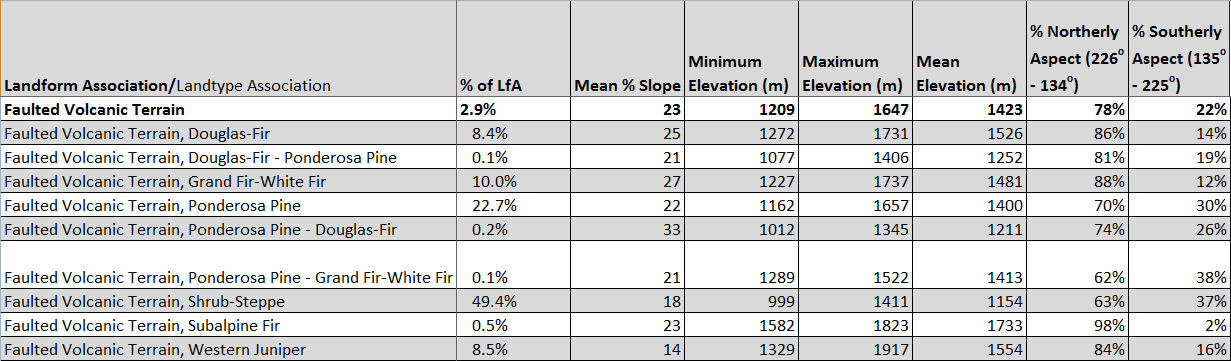 Landform Association/Landtype Association % of LfA Mean % Slope Minimum Elevation (m) Maximum Elevation (m) Mean Elevation (m) % Northerly Aspect (226° - 134°) % Southerly Aspect (135° - 225°)
Faulted Volcanic Terrain 2.9% 23 1209 1647 1423 78% 22%
Faulted Volcanic Terrain, Douglas-Fir 8.4% 25 1272 1731 1526 86% 14%
Faulted Volcanic Terrain, Douglas-Fir - Ponderosa Pine 0.1% 21 1077 1406 1252 81% 19%
Faulted Volcanic Terrain, Grand Fir-White Fir 10.0% 27 1227 1737 1481 88% 12%
Faulted Volcanic Terrain, Ponderosa Pine 22.7% 22 1162 1657 1400 70% 30%
Faulted Volcanic Terrain, Ponderosa Pine - Douglas-Fir 0.2% 33 1012 1345 1211 74% 26%
Faulted Volcanic Terrain, Ponderosa Pine - Grand Fir-White Fir 0.1% 21 1289 1522 1413 62% 38%
Faulted Volcanic Terrain, Shrub-Steppe 49.4% 18 999 1411 1154 63% 37%
Faulted Volcanic Terrain, Subalpine Fir 0.5% 23 1582 1823 1733 98% 2%
Faulted Volcanic Terrain, Western Juniper 8.5% 14 1329 1917 1554 84% 16%